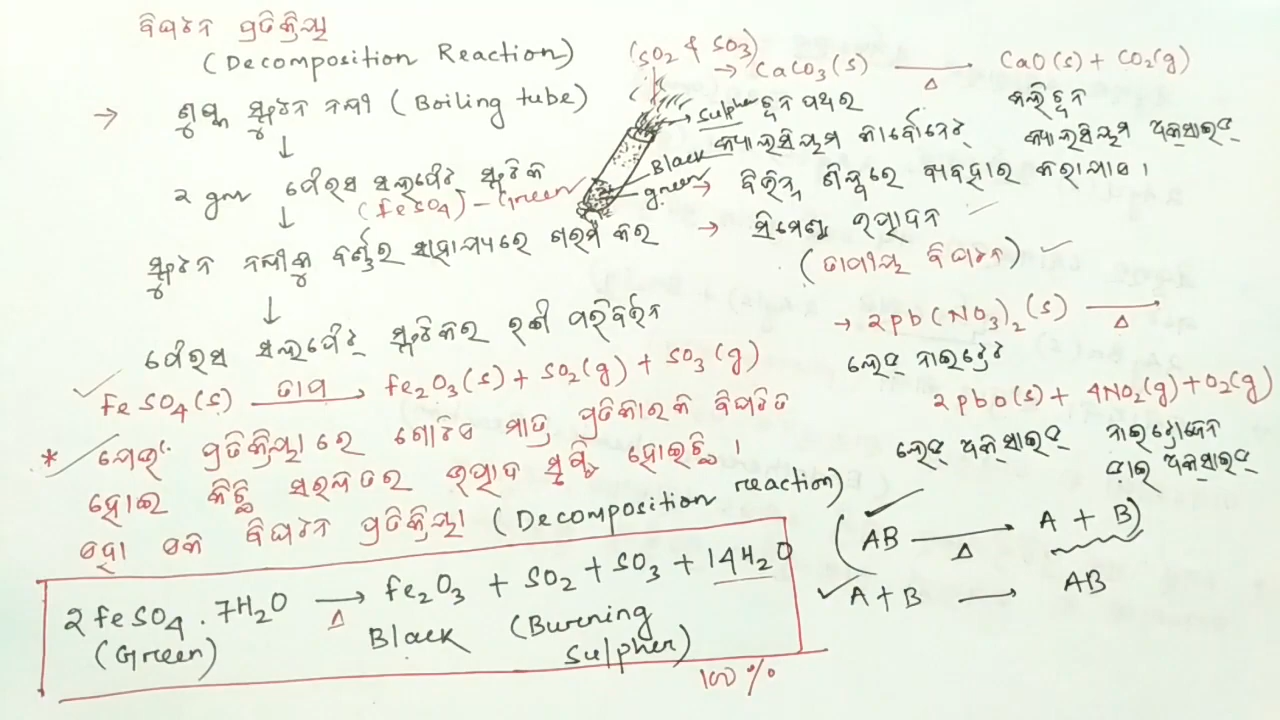 ବିଘଟନ ପ୍ରତିକ୍ରିୟା
(Decomposition Reaction)
→ ଶୁଷ୍କ ସ୍ଫୁଟନ ନଳୀ (Boiling tube)
↓
2 gm ଫେରସ ସଲଫେଟ ସ୍ଫଟିକ
(FeSO4) - Green
↓
ସ୍ଫୁଟନ ନଳୀକୁ ବର୍ଣ୍ଣର ସାହାଯ୍ୟରେ ଗରମ କର
↓
ଫେରସ ସଲଫେଟ୍ ସ୍ଫଟିକର ରଙ୍ଗ ପରିବର୍ତ୍ତନ
FeSO4(s) ତାପ → Fe2O3(s) + SO2(g) + SO3(g)
* ଯେଉଁ ପ୍ରତିକ୍ରିୟାରେ ଗୋଟିଏ ମାତ୍ର ପ୍ରତିକାରକ ବିଘଟିତ
ହୋଇ କିଛି ସରଳତର ଉତ୍ପାଦ ସୃଷ୍ଟି ହୋଇଛି ।
ତାହା ଏକ ବିଘଟନ ପ୍ରତିକ୍ରିୟା (Decomposition reaction)
2FeSO4.7H2O →Δ Fe2O3 + SO2 + SO3 + 14H2O
(Green) Black (Burning
Sulpher)
100 %
(SO2 & SO3)
Sulpher
Black
green
→ CaCO3(s) →Δ CaO(s) + CO2(g)
ଚୂନ ପଥର କଲିଚୂନ
କ୍ୟାଲସିୟମ କାର୍ବୋନେଟ୍ କ୍ୟାଲସିୟମ ଅକ୍ସାଇଡ୍
→ ବିଭିନ୍ନ ଶିଳ୍ପରେ ବ୍ୟବହାର କରାଯାଏ ।
→ ସିମେଣ୍ଟ ଉତ୍ପାଦନ
(ତାପୀୟ ବିଘଟନ)
→ 2Pb(NO3)2(s) →Δ
ଲେଡ୍ ନାଇଟ୍ରେଟ
2PbO(s) + 4NO2(g) + O2(g)
ଲେଡ୍ ଅକ୍ସାଇଡ୍ ନାଇଟ୍ରୋଜେନ
ଡାଇ ଅକ୍ସାଇଡ୍
(AB →Δ A + B)
A + B → AB